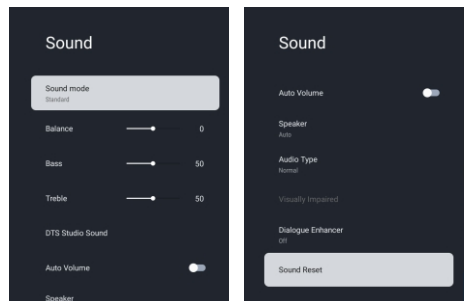 Sound
Sound mode
Standard
Balance 0
Bass 50
Treble 50
DTS Studio Sound
Auto Volume
Speaker
Sound
Auto Volume
Speaker
Auto
Audio Type
Normal
Visually Impaired
Dialogue Enhancer
Off
Sound Reset